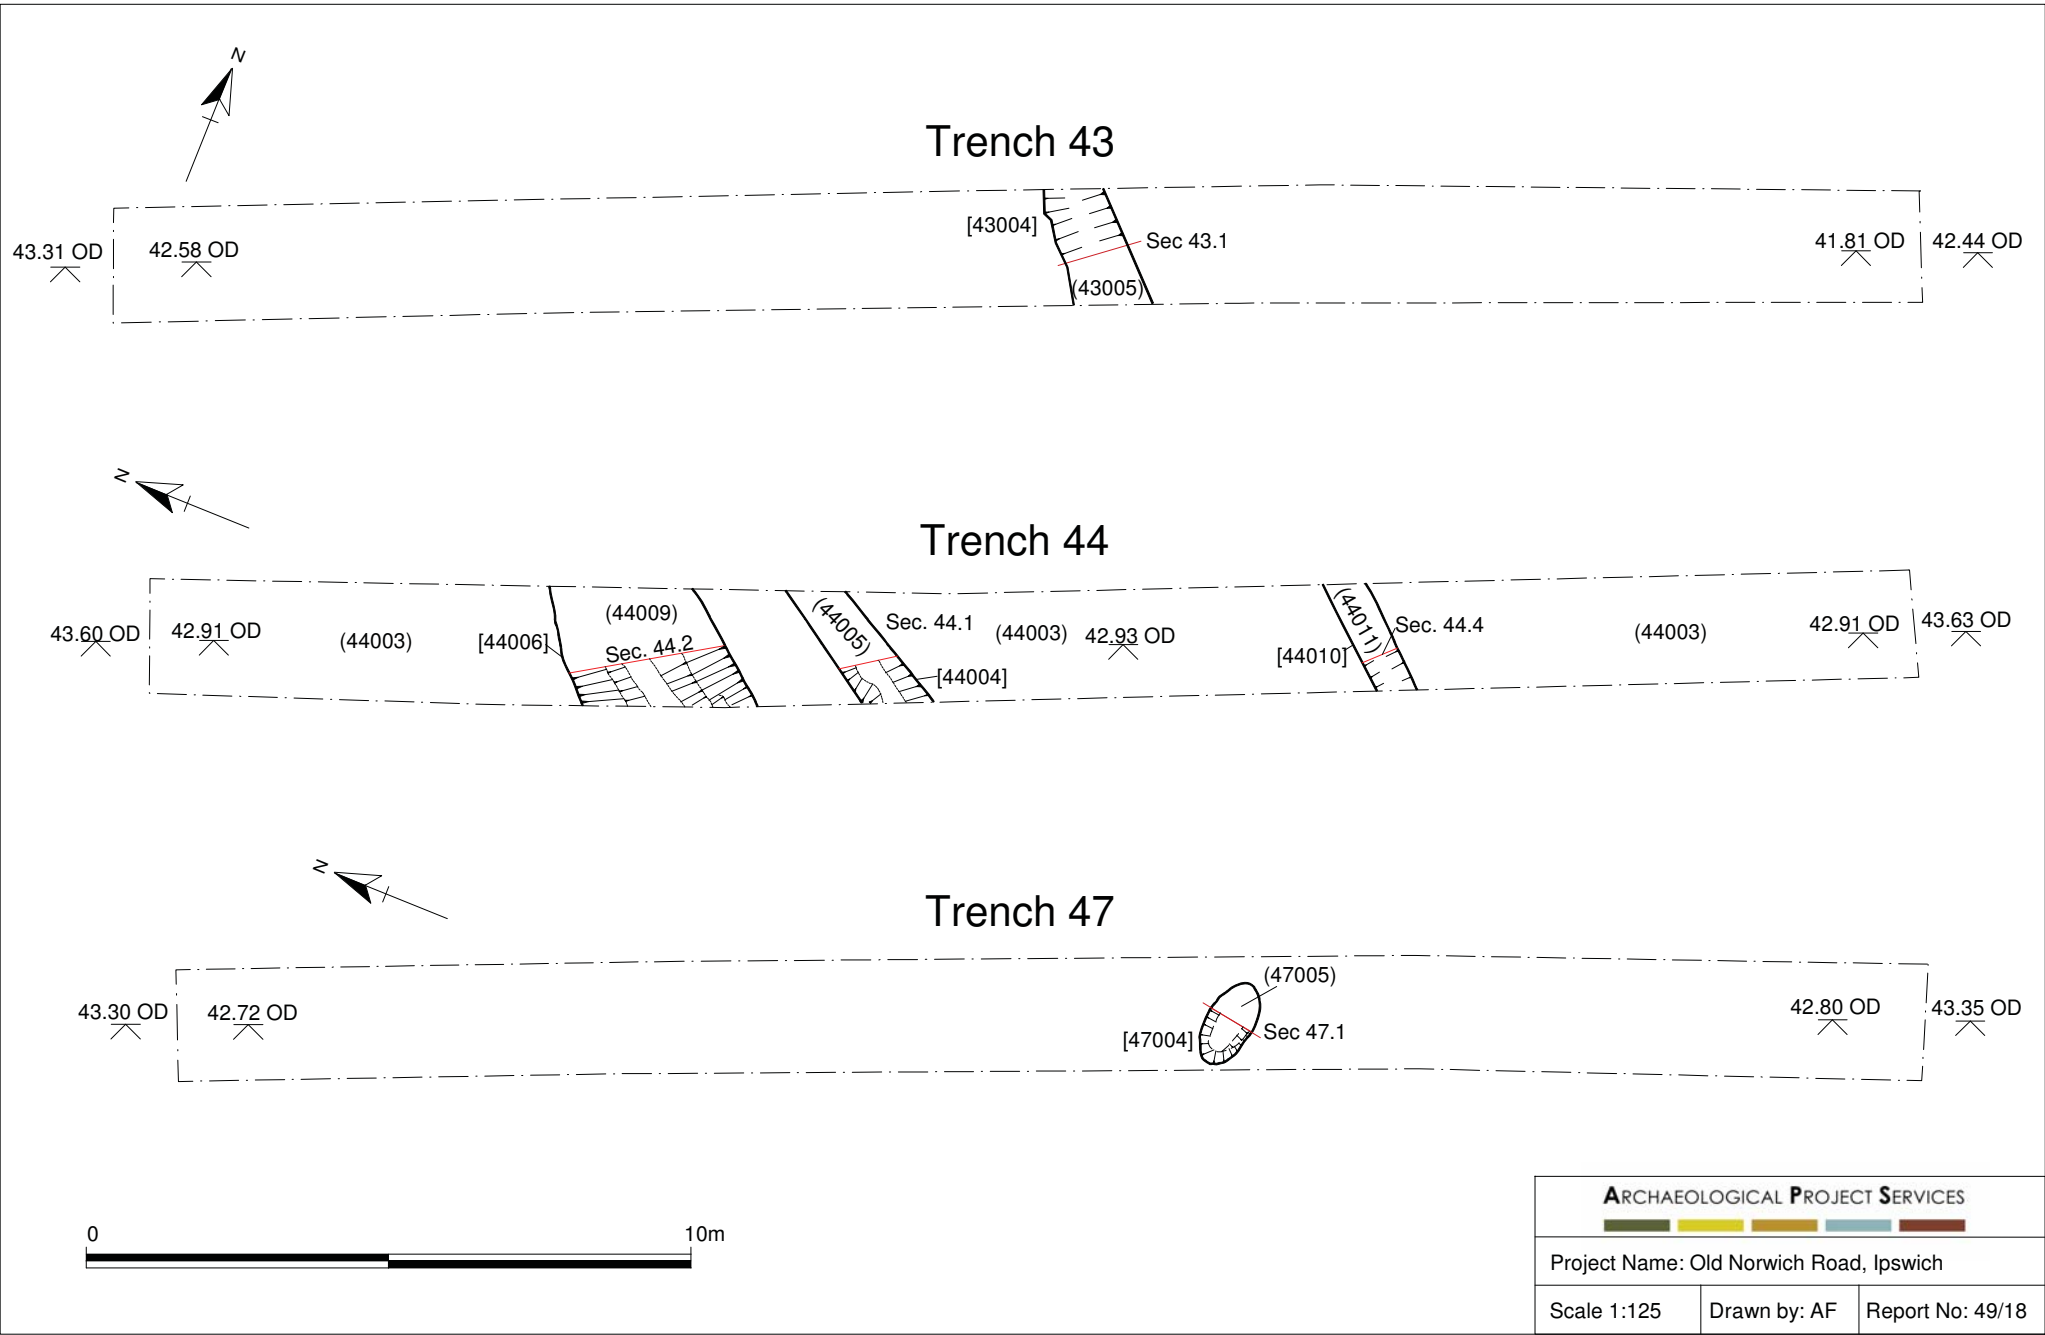 N
Trench 43
43.31 OD
42.58 OD
[43004]
Sec 43.1
(43005)
41.81 OD
42.44 OD
N
Trench 44
43.60 OD
42.91 OD
(44003)
[44006]
(44009)
Sec. 44.2
(44005)
Sec. 44.1
[44004]
(44003)
42.93 OD
[44010]
(44011)
Sec. 44.4
(44003)
42.91 OD
43.63 OD
N
Trench 47
43.30 OD
42.72 OD
[47004]
(47005)
Sec 47.1
42.80 OD
43.35 OD
0 10m
ARCHAEOLOGICAL PROJECT SERVICES
Project Name: Old Norwich Road, Ipswich
Scale 1:125
Drawn by: AF
Report No: 49/18